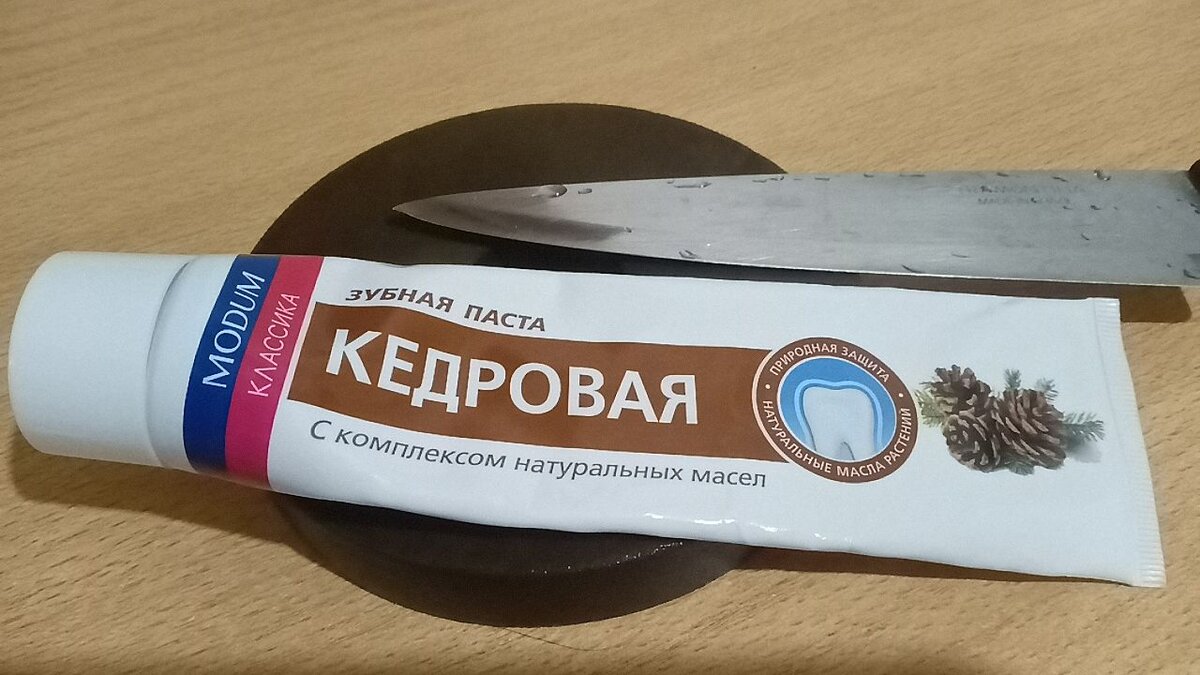 MODUM
КЛАССИКА
ЗУБНАЯ ПАСТА
КЕДРОВАЯ
С комплексом натуральных масел
ПРИРОДНАЯ ЗАЩИТА
НАТУРАЛЬНЫЕ МАСЛА РАСТЕНИЙ